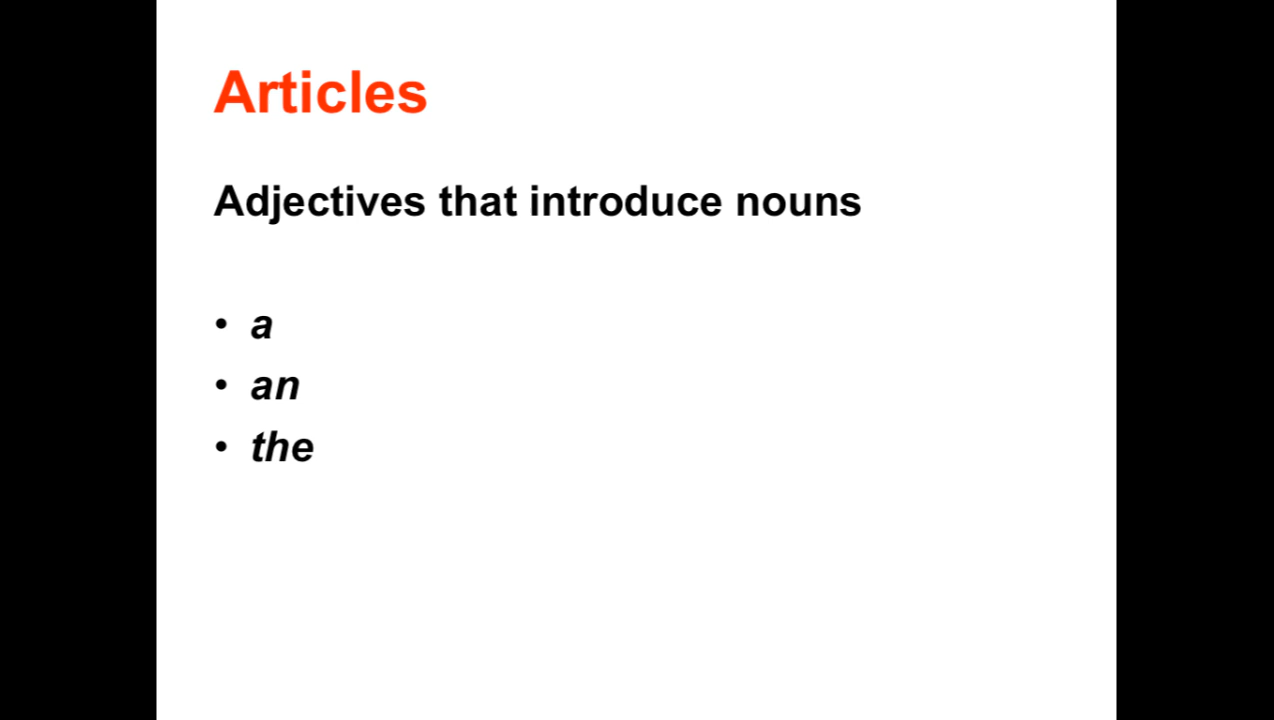 Articles
Adjectives that introduce nouns
• a
• an
• the